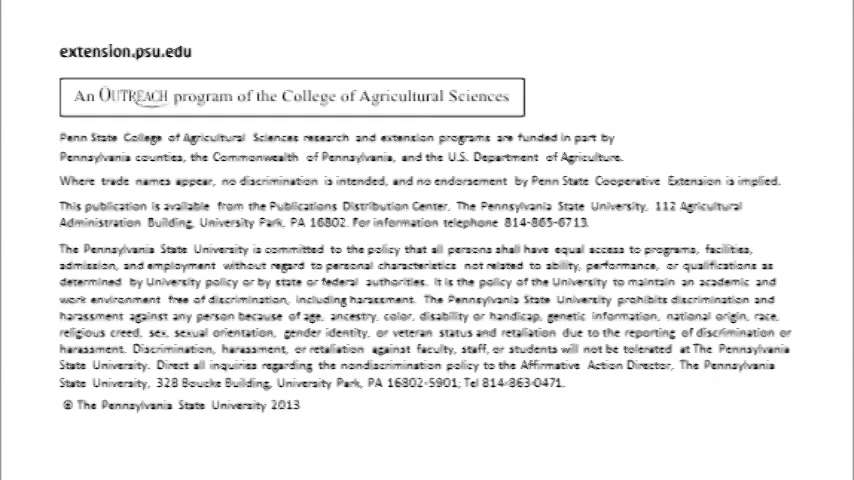 extension.psu.edu
An OUTREACH program of the College of Agricultural Sciences
Penn State College of Agricultural Sciences research and extension programs are funded in part by
Pennsylvania counties, the Commonwealth of Pennsylvania, and the U.S. Department of Agriculture.
Where trade names appear, no discrimination is intended, and no endorsement by Penn State Cooperative Extension is implied.
This publication is available from the Publications Distribution Center, The Pennsylvania State University, 112 Agricultural
Administration Building, University Park, PA 16802. For information telephone 814-865-6713.
The Pennsylvania State University is committed to the policy that all persons shall have equal access to programs, facilities,
admission, and employment without regard to personal characteristics not related to ability, performance, or qualifications as
determined by University policy or by state or federal authorities. It is the policy of the University to maintain an academic and
work environment free of discrimination, including harassment. The Pennsylvania State University prohibits discrimination and
harassment against any person because of age, ancestry, color, disability or handicap, genetic information, national origin, race,
religious creed, sex, sexual orientation, gender identity, or veteran status and retaliation due to the reporting of discrimination or
harassment. Discrimination, harassment, or retaliation against faculty, staff, or students will not be tolerated at The Pennsylvania
State University. Direct all inquiries regarding the nondiscrimination policy to the Affirmative Action Director, The Pennsylvania
State University, 328 Boucke Building, University Park, PA 16802-5901; Tel 814-863-0471.
© The Pennsylvania State University 2013